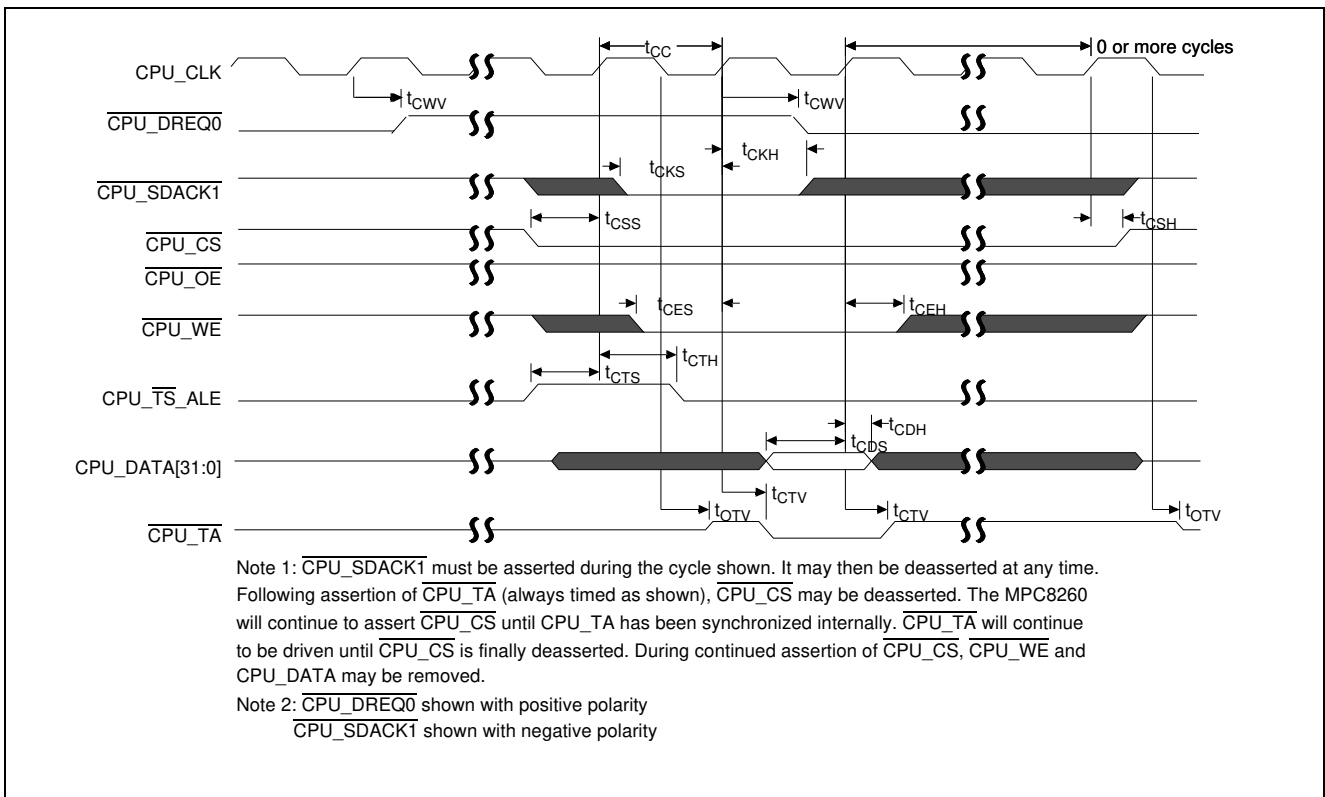 tCC
0 or more cycles
CPU_CLK
tCWV
tCWV
CPU_DREQ0
tCKH
tCKS
CPU_SDACK1
tCSS
tCSH
CPU_CS
CPU_OE
tCES
tCEH
CPU_WE
tCTH
tCTS
CPU_TS_ALE
tCDH
tCDS
CPU_DATA[31:0]
tCTV
tOTV
tCTV
tOTV
CPU_TA
Note 1: CPU_SDACK1 must be asserted during the cycle shown. It may then be deasserted at any time.
Following assertion of CPU_TA (always timed as shown), CPU_CS may be deasserted. The MPC8260
will continue to assert CPU_CS until CPU_TA has been synchronized internally. CPU_TA will continue
to be driven until CPU_CS is finally deasserted. During continued assertion of CPU_CS, CPU_WE and
CPU_DATA may be removed.
Note 2: CPU_DREQ0 shown with positive polarity
CPU_SDACK1 shown with negative polarity